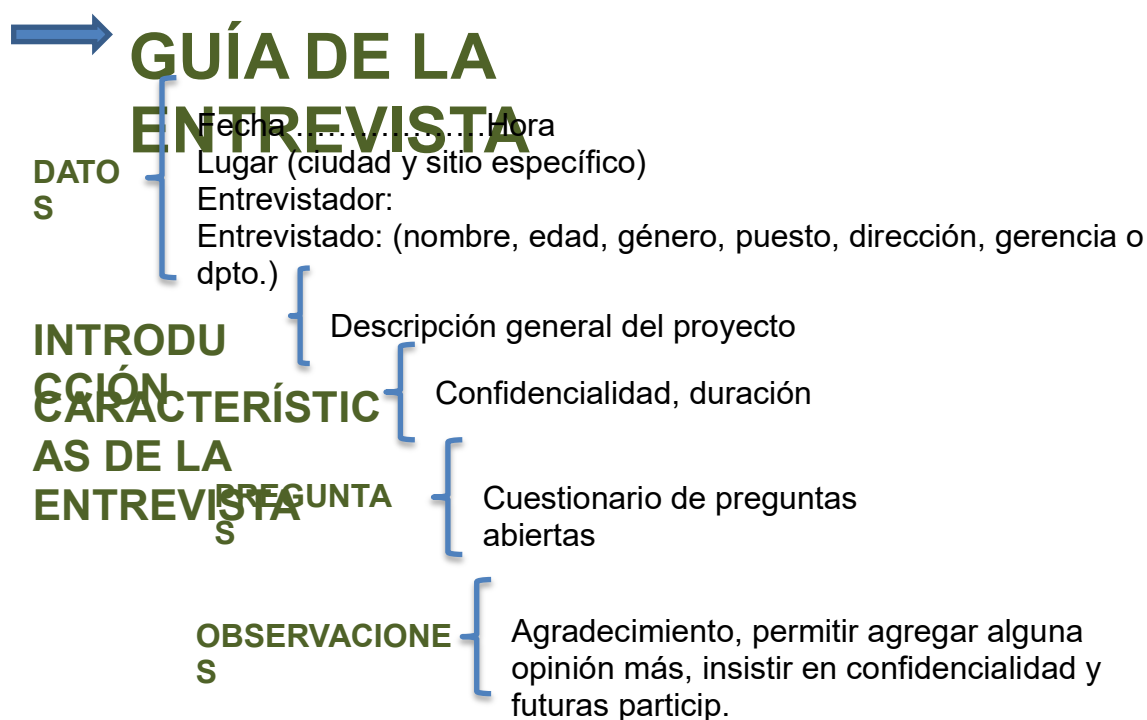 GUÍA DE LA
ENTREVISTA
Fecha ………………Hora
Lugar (ciudad y sitio específico)
Entrevistador:
Entrevistado: (nombre, edad, género, puesto, dirección, gerencia o
dpto.)
DATO
S
INTRODU
CCIÓN
Descripción general del proyecto
CARACTERÍSTIC
AS DE LA
ENTREVISTA
Confidencialidad, duración
PREGUNTA
S
Cuestionario de preguntas
abiertas
OBSERVACIONE
S
Agradecimiento, permitir agregar alguna
opinión más, insistir en confidencialidad y
futuras particip.